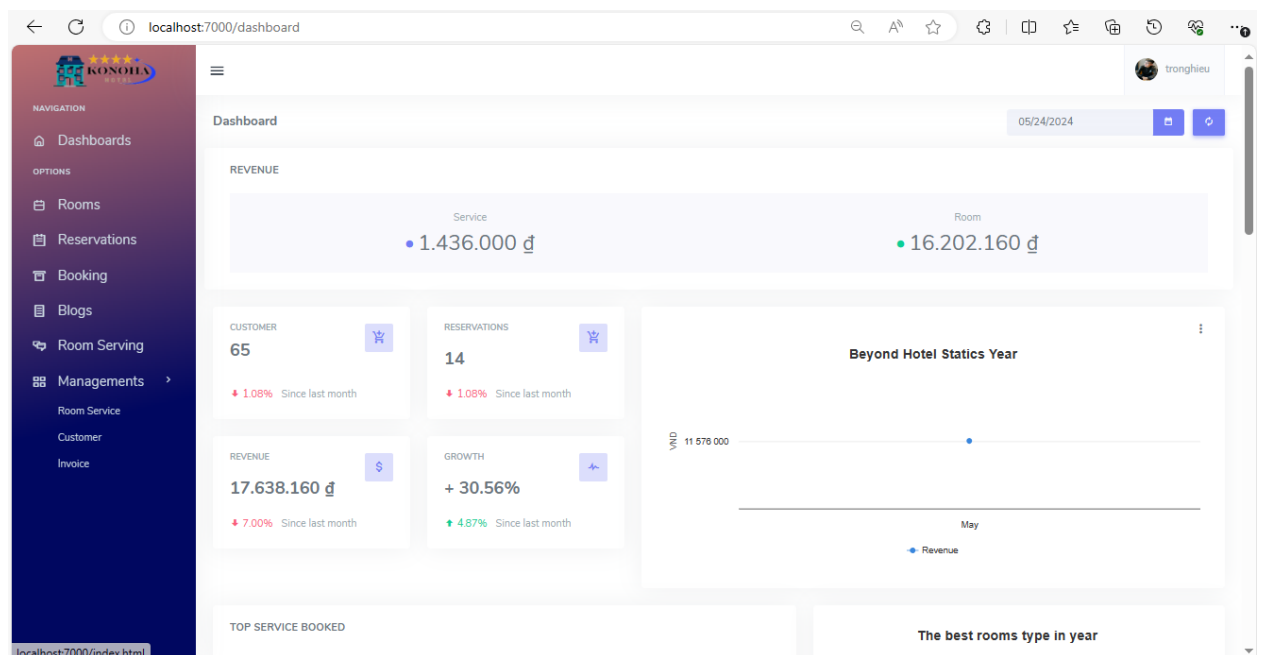 localhost:7000/dashboard
KONOHA
HOTEL
tronghieu
NAVIGATION
Dashboards
OPTIONS
Rooms
Reservations
Booking
Blogs
Room Serving
Managements
Room Service
Customer
Invoice
Dashboard
05/24/2024
REVENUE
Service
1.436.000 ₫
Room
16.202.160 ₫
CUSTOMER
65
1.08% Since last month
RESERVATIONS
14
1.08% Since last month
REVENUE
17.638.160 ₫
7.00% Since last month
GROWTH
+ 30.56%
4.87% Since last month
Beyond Hotel Statics Year
VND
11 576 000
May
Revenue
TOP SERVICE BOOKED
The best rooms type in year
localhost:7000/index.html